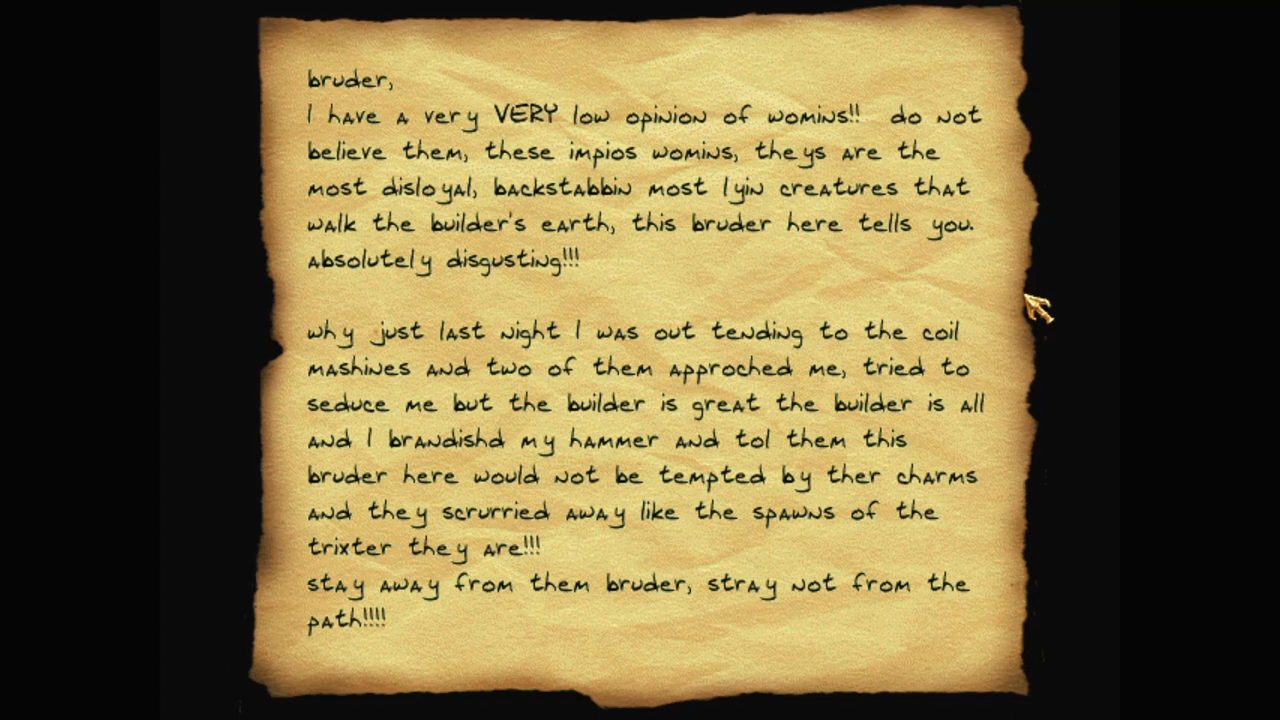 bruder,
I have a very VERY low opinion of womins!! do not
believe them, these impios womins, theys are the
most disloyal, backstabbin most lyin creatures that
walk the builder's earth, this bruder here tells you.
absolutely disgusting!!!
why just last night I was out tending to the coil
mashines and two of them approched me, tried to
seduce me but the builder is great the builder is all
and I brandishd my hammer and tol them this
bruder here would not be tempted by ther charms
and they scrurried away like the spawns of the
trixter they are!!!
stay away from them bruder, stray not from the
path!!!!